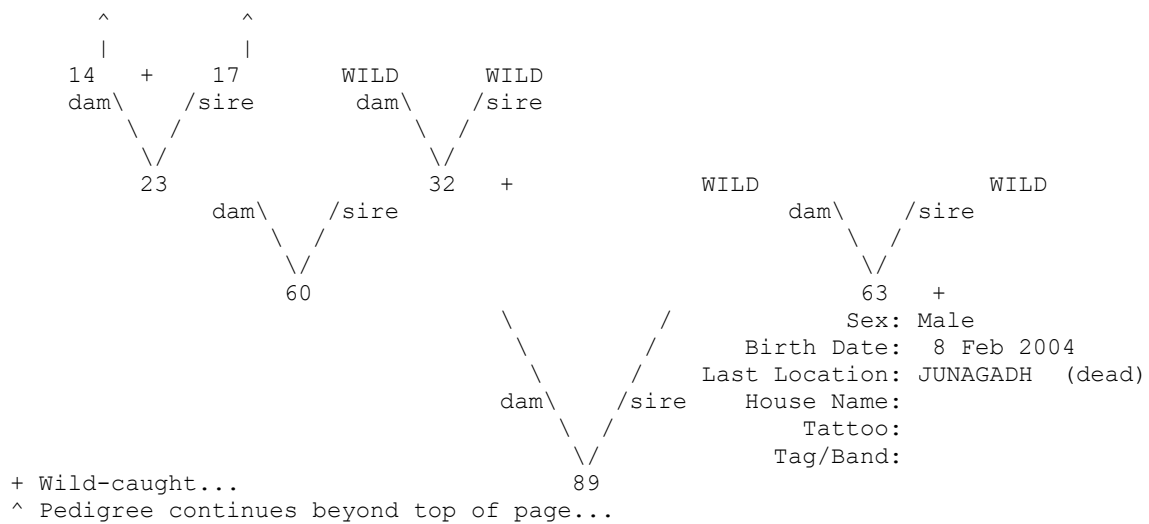 ^ ^
| |
14 + 17 WILD WILD
dam\ /sire dam\ /sire
\ / \ /
\/ \/
23 32 + WILD WILD
dam\ /sire dam\ /sire
\ / \ /
\/ \/
60 63 +
\ / Sex: Male
\ / Birth Date: 8 Feb 2004
\ / Last Location: JUNAGADH (dead)
dam\ /sire House Name:
\ / Tattoo:
\/ Tag/Band:
+ Wild-caught... 89
^ Pedigree continues beyond top of page...